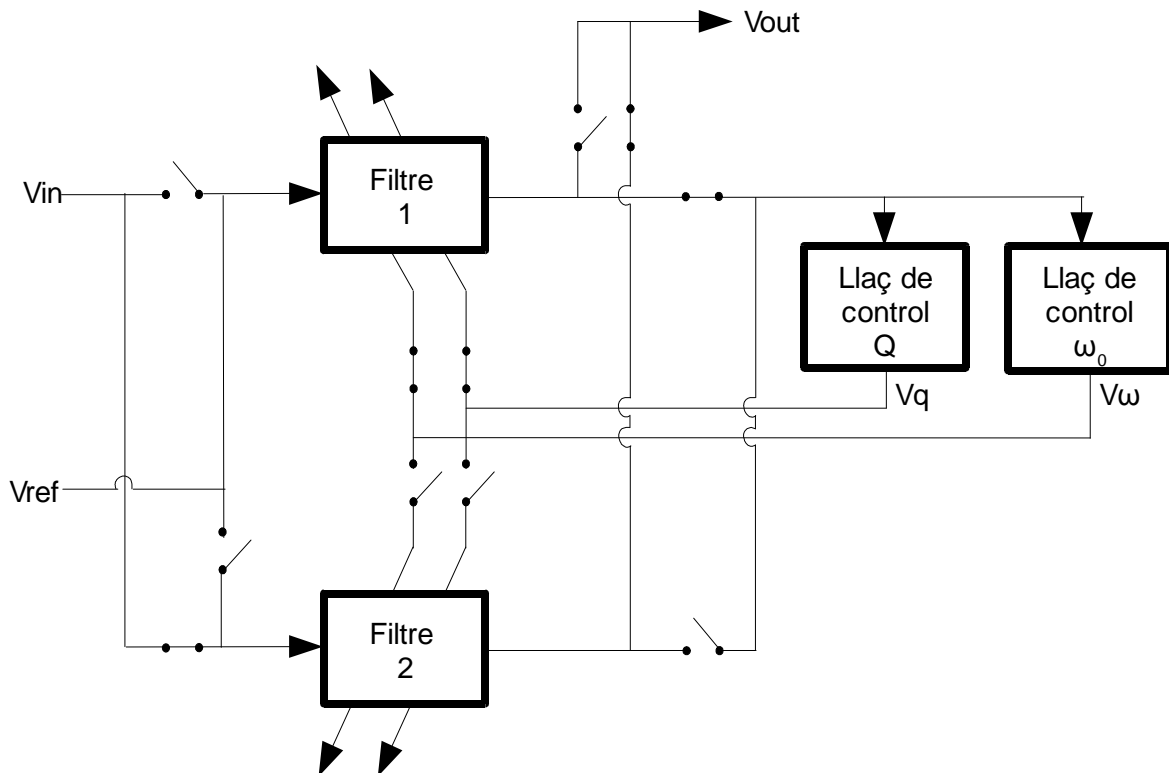 Vout
Vin
Filtre
1
Llaç de
control
Q
Llaç de
control
ω₀
Vq
Vω
Vref
Filtre
2